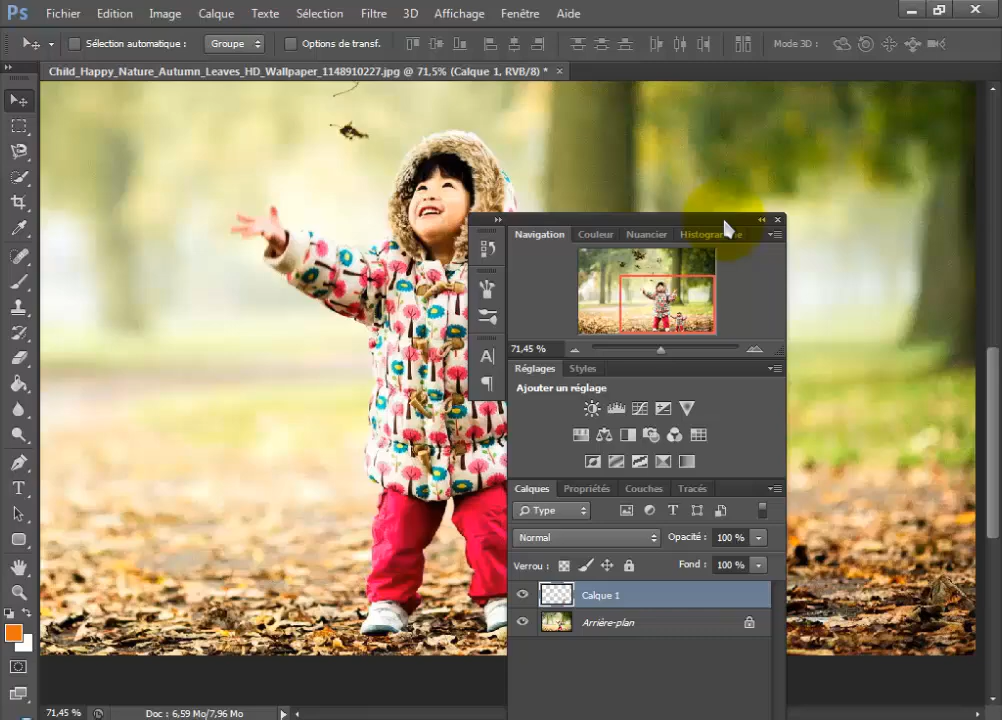 Ps Fichier Edition Image Calque Texte Sélection Filtre 3D Affichage Fenêtre Aide
Sélection automatique : Groupe Options de transf. Mode 3D :
Child_Happy_Nature_Autumn_Leaves_HD_Wallpaper_1148910227.jpg @ 71,5% (Calque 1, RVB/8) *
Navigation Couleur Nuancier Histogramme
71,45 %
Réglages Styles
Ajouter un réglage
Calques Propriétés Couches Tracés
Type
Normal Opacité : 100 %
Verrou : Fond : 100 %
Calque 1
Arrière-plan
71,45 % Doc : 6,59 Mo/7,96 Mo